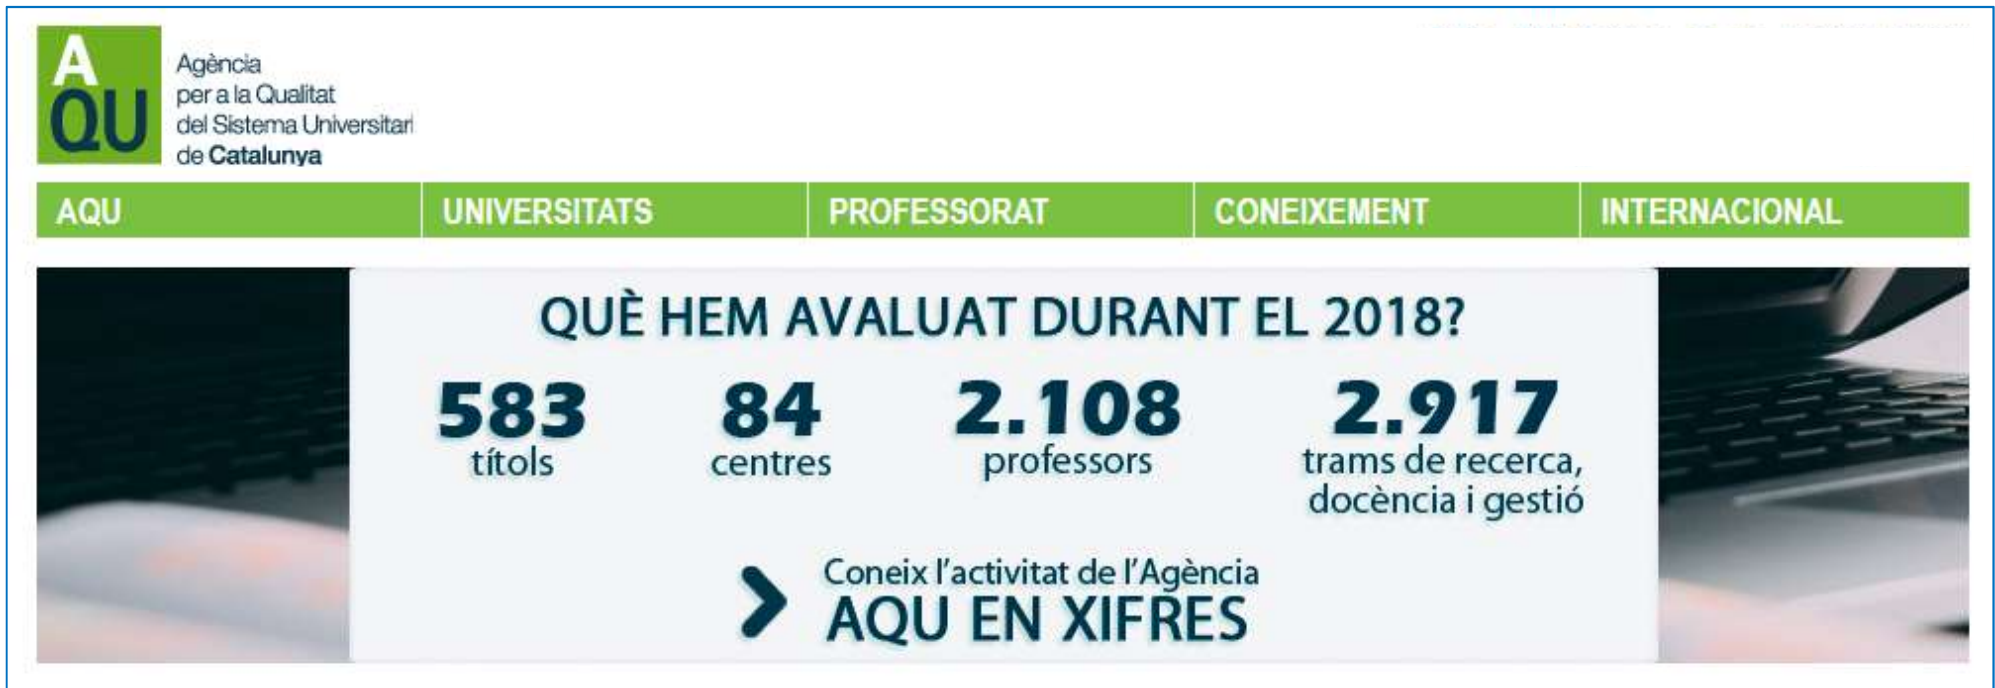 A
QU
Agència
per a la Qualitat
del Sistema Universitari
de Catalunya
AQU UNIVERSITATS PROFESSORAT CONEIXEMENT INTERNACIONAL
QUÈ HEM AVALUAT DURANT EL 2018?
583 84 2.108 2.917
títols centres professors trams de recerca,
docència i gestió
Coneix l'activitat de l'Agència
AQU EN XIFRES